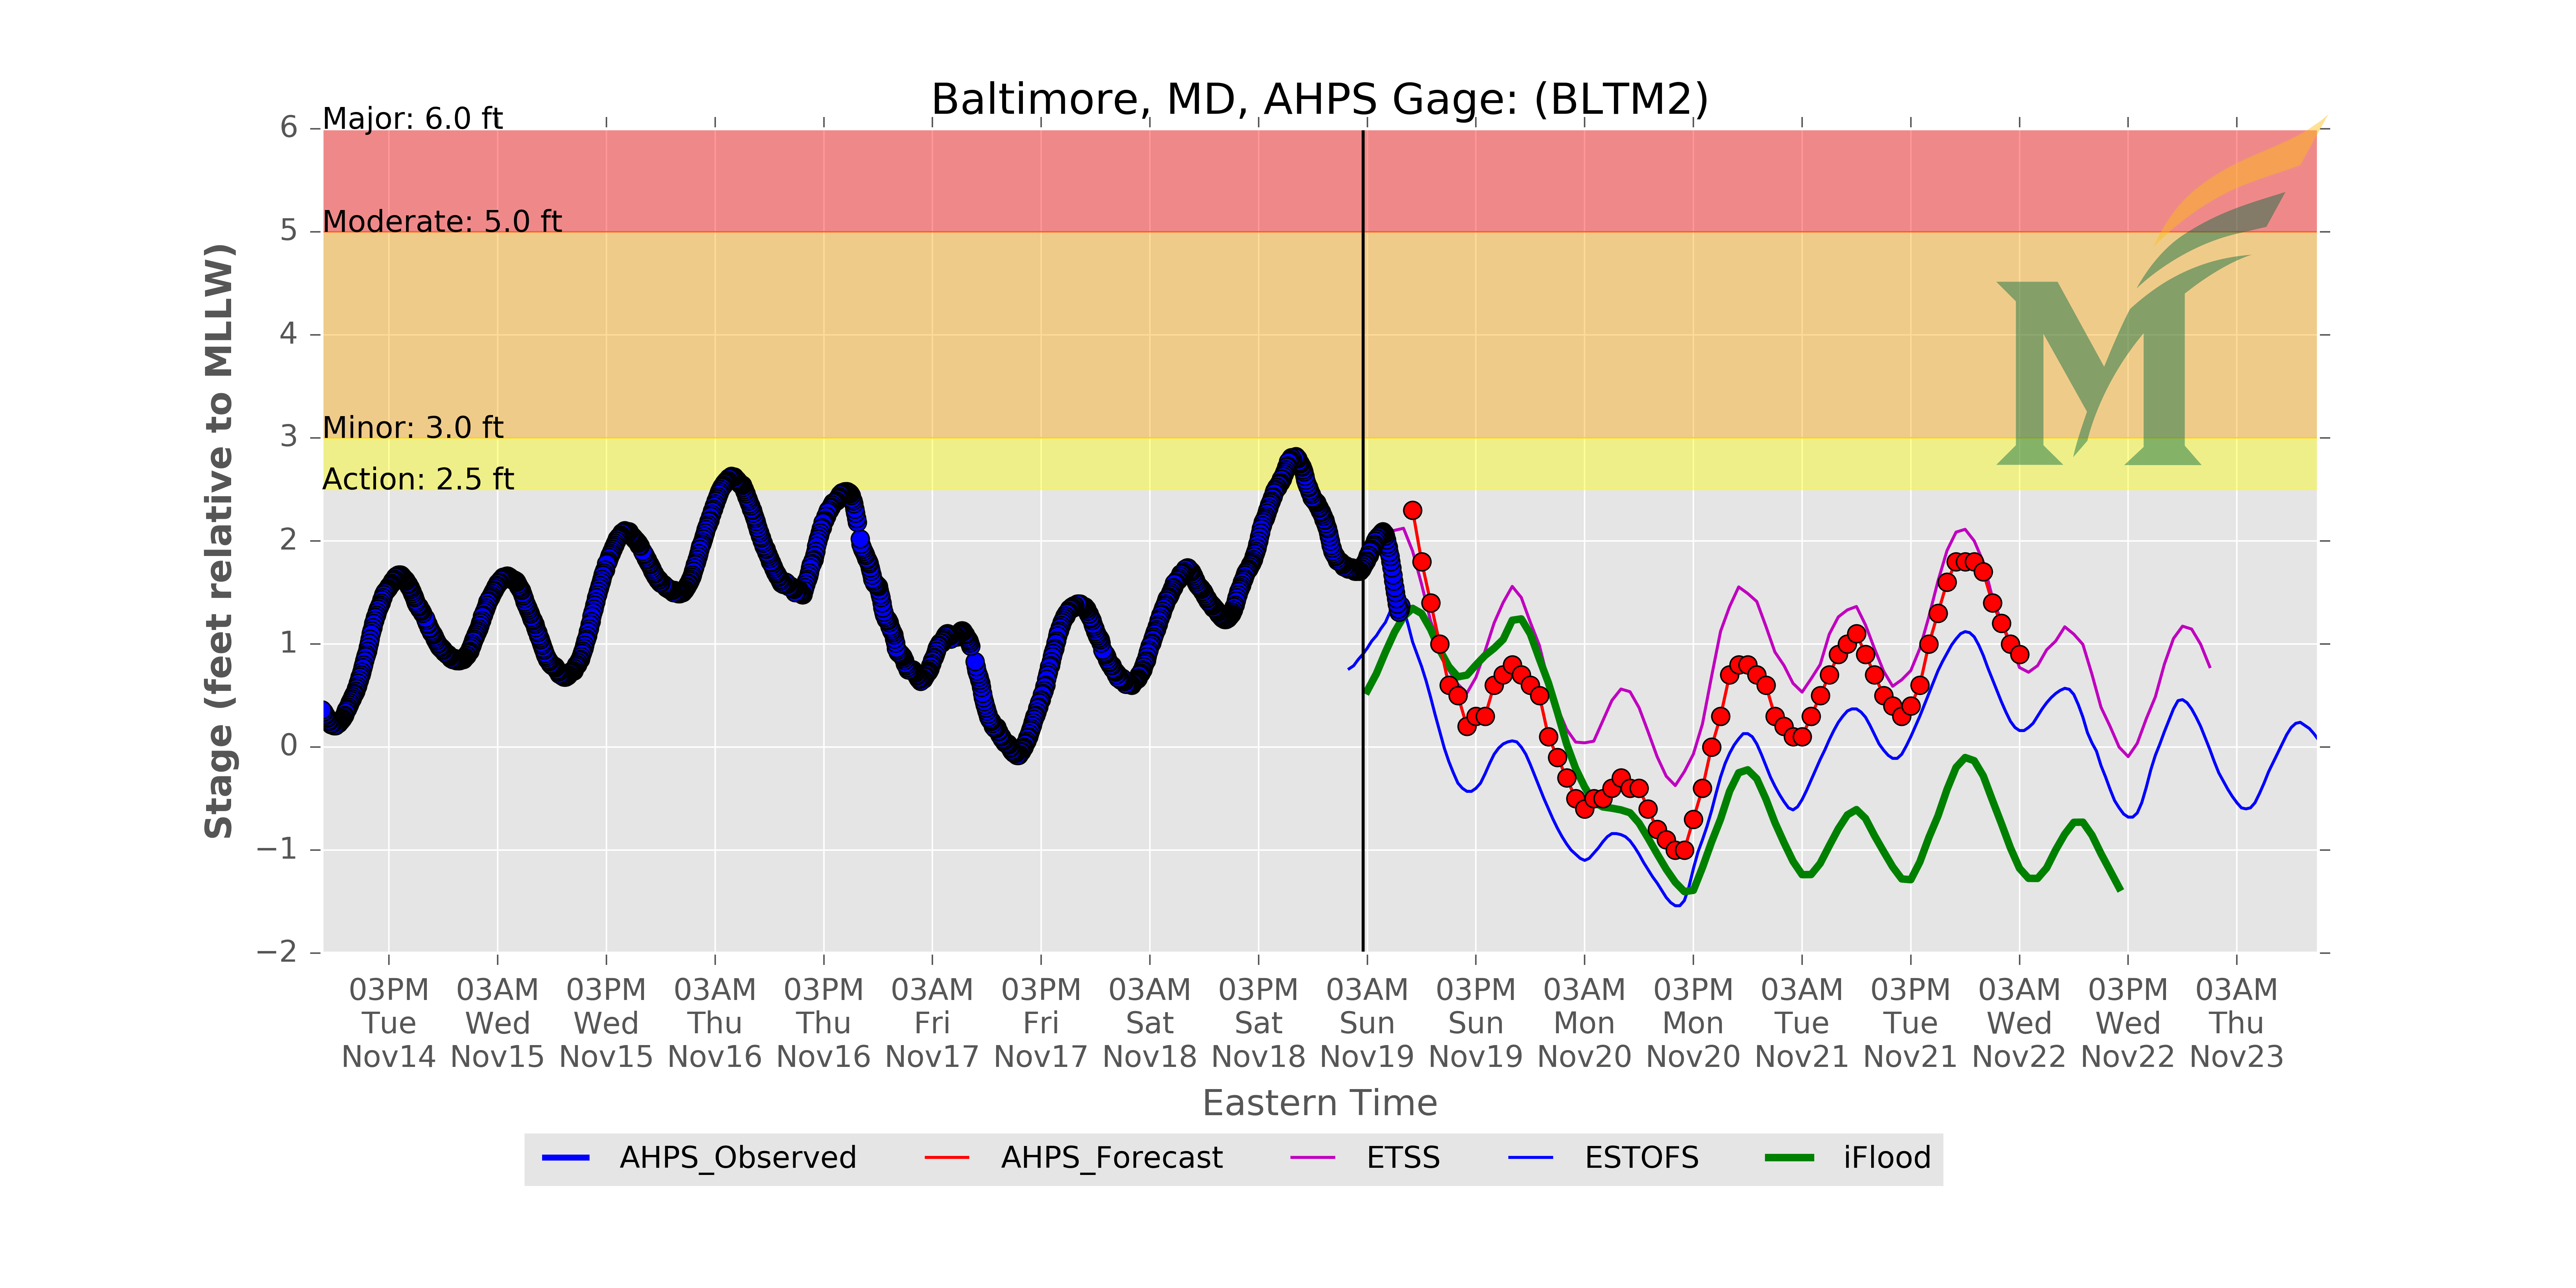 Baltimore, MD, AHPS Gage: (BLTM2)
Major: 6.0 ft
Moderate: 5.0 ft
Minor: 3.0 ft
Action: 2.5 ft
Stage (feet relative to MLLW)
6
5
4
3
2
1
0
−1
−2
03PM 03AM 03PM 03AM 03PM 03AM 03PM 03AM 03PM 03AM 03PM 03AM 03PM 03AM 03PM 03AM 03PM 03AM
Tue Wed Wed Thu Thu Fri Fri Sat Sat Sun Sun Mon Mon Tue Tue Wed Wed Thu
Nov14 Nov15 Nov15 Nov16 Nov16 Nov17 Nov17 Nov18 Nov18 Nov19 Nov19 Nov20 Nov20 Nov21 Nov21 Nov22 Nov22 Nov23
Eastern Time
AHPS_Observed AHPS_Forecast ETSS ESTOFS iFlood
M